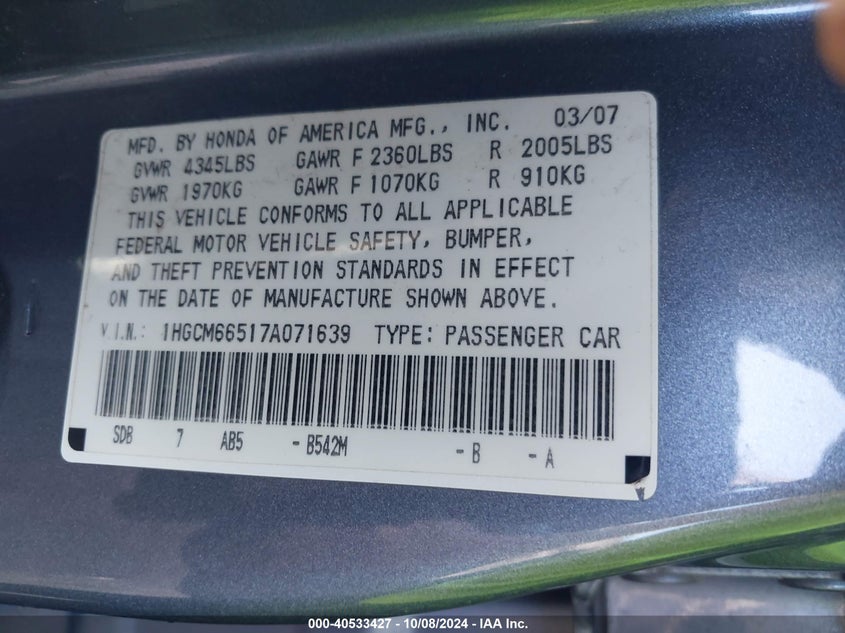 MFD. BY HONDA OF AMERICA MFG., INC. 03/07
GVWR 4345LBS GAWR F 2360LBS R 2005LBS
GVWR 1970KG GAWR F 1070KG R 910KG
THIS VEHICLE CONFORMS TO ALL APPLICABLE
FEDERAL MOTOR VEHICLE SAFETY, BUMPER,
AND THEFT PREVENTION STANDARDS IN EFFECT
ON THE DATE OF MANUFACTURE SHOWN ABOVE.
V.I.N.: 1HGCM66517A071639 TYPE: PASSENGER CAR
SDB 7 AB5 - B542M - B - A
000-40533427 - 10/08/2024 - IAA Inc.